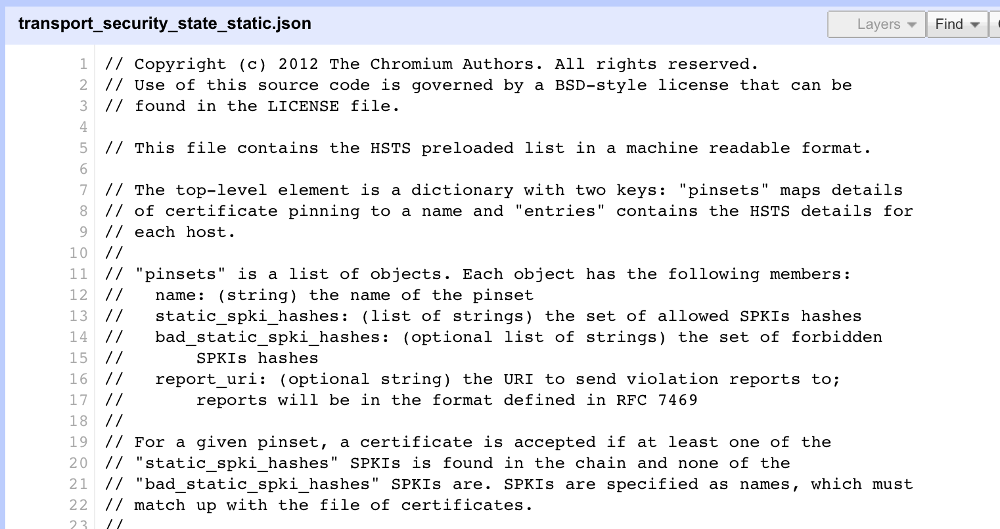 transport_security_state_static.json
Layers
Find
1 // Copyright (c) 2012 The Chromium Authors. All rights reserved.
2 // Use of this source code is governed by a BSD-style license that can be
3 // found in the LICENSE file.
4
5 // This file contains the HSTS preloaded list in a machine readable format.
6
7 // The top-level element is a dictionary with two keys: "pinsets" maps details
8 // of certificate pinning to a name and "entries" contains the HSTS details for
9 // each host.
10 //
11 // "pinsets" is a list of objects. Each object has the following members:
12 //   name: (string) the name of the pinset
13 //   static_spki_hashes: (list of strings) the set of allowed SPKIs hashes
14 //   bad_static_spki_hashes: (optional list of strings) the set of forbidden
15 //       SPKIs hashes
16 //   report_uri: (optional string) the URI to send violation reports to;
17 //       reports will be in the format defined in RFC 7469
18 //
19 // For a given pinset, a certificate is accepted if at least one of the
20 // "static_spki_hashes" SPKIs is found in the chain and none of the
21 // "bad_static_spki_hashes" SPKIs are. SPKIs are specified as names, which must
22 // match up with the file of certificates.
23 //